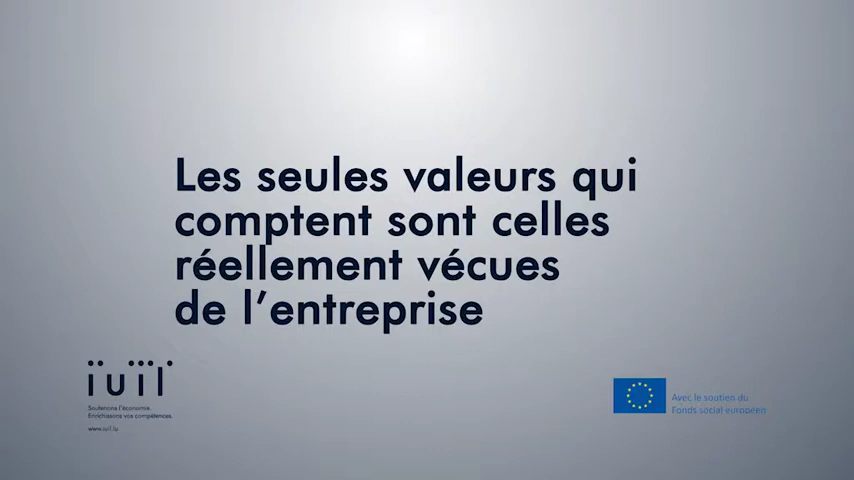 Les seules valeurs qui
comptent sont celles
réellement vécues
de l'entreprise
iuil
Soutenons l'économie.
Enrichissons vos compétences.
www.iuil.lu
Avec le soutien du
Fonds social européen